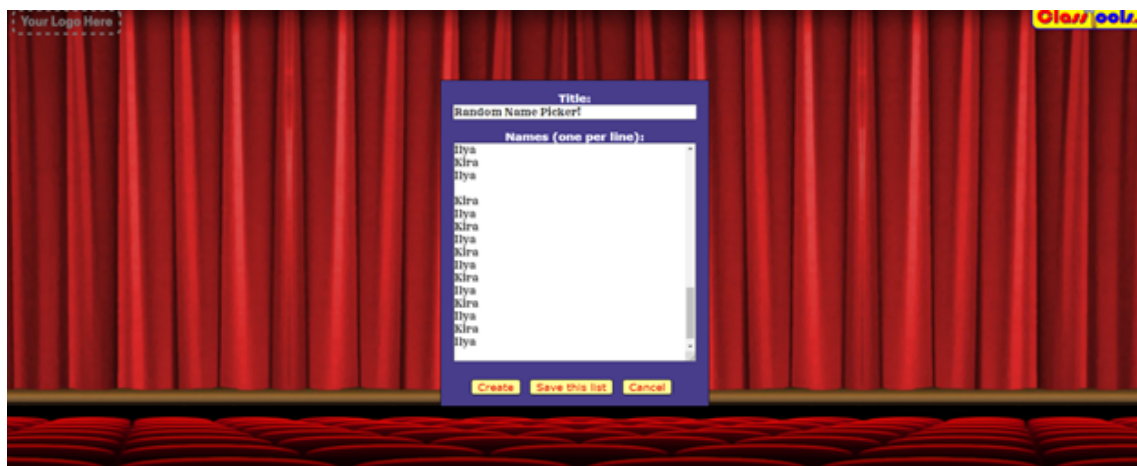 Your Logo Here
ClassTools.
Title:
Random Name Picker!
Names (one per line):
Ilya
Kira
Ilya
Kira
Ilya
Kira
Ilya
Kira
Ilya
Kira
Ilya
Kira
Ilya
Kira
Ilya
Create
Save this list
Cancel